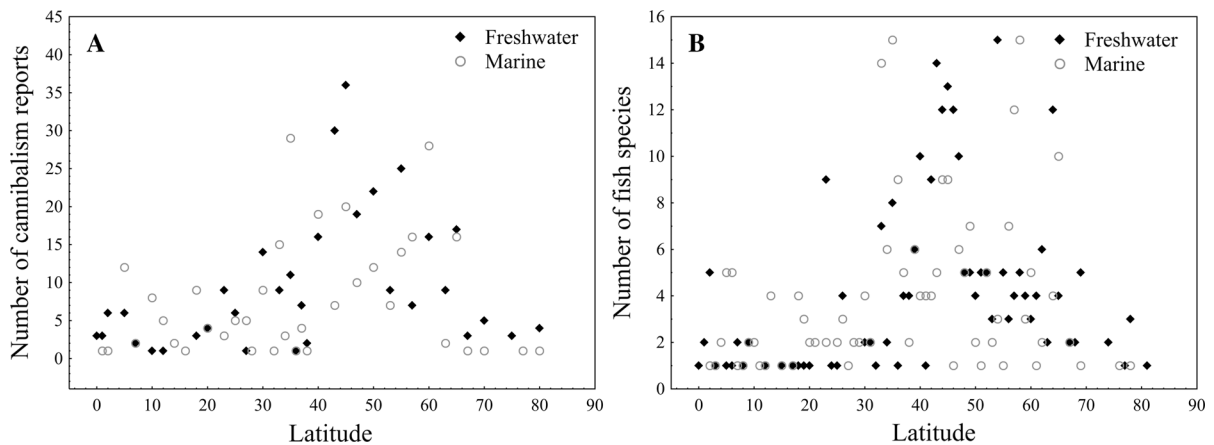 A
Freshwater
Marine
Number of cannibalism reports
45
40
35
30
25
20
15
10
5
0
0 10 20 30 40 50 60 70 80 90
Latitude
B
Freshwater
Marine
Number of fish species
16
14
12
10
8
6
4
2
0
0 10 20 30 40 50 60 70 80 90
Latitude